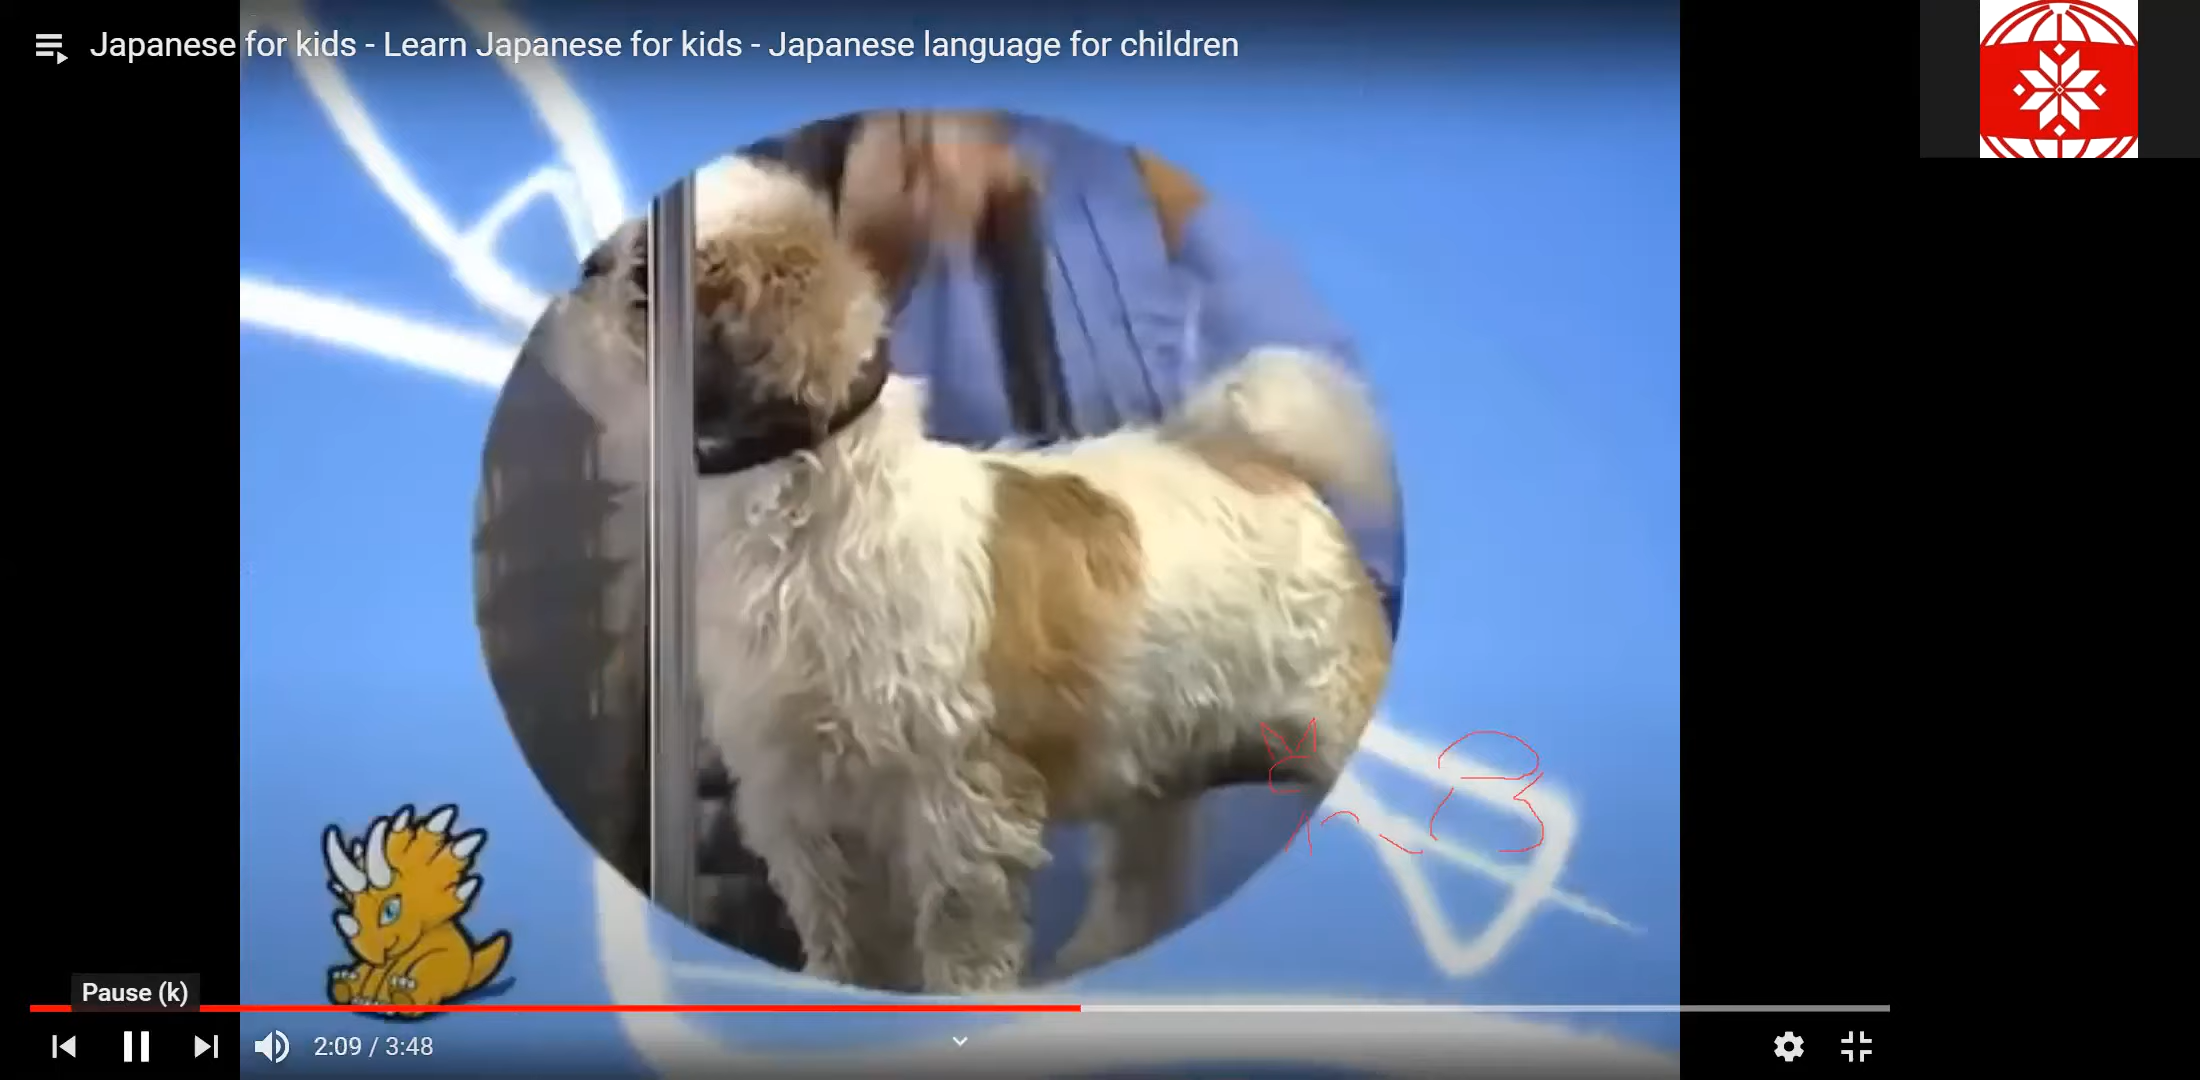 Japanese for kids - Learn Japanese for kids - Japanese language for children
Pause (k)
2:09 / 3:48